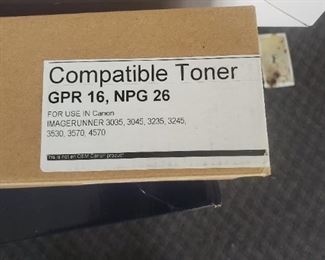 Compatible Toner
GPR 16, NPG 26
FOR USE IN Canon
IMAGERUNNER 3035, 3045, 3235, 3245,
3530, 3570, 4570
This is not an OEM Canon product